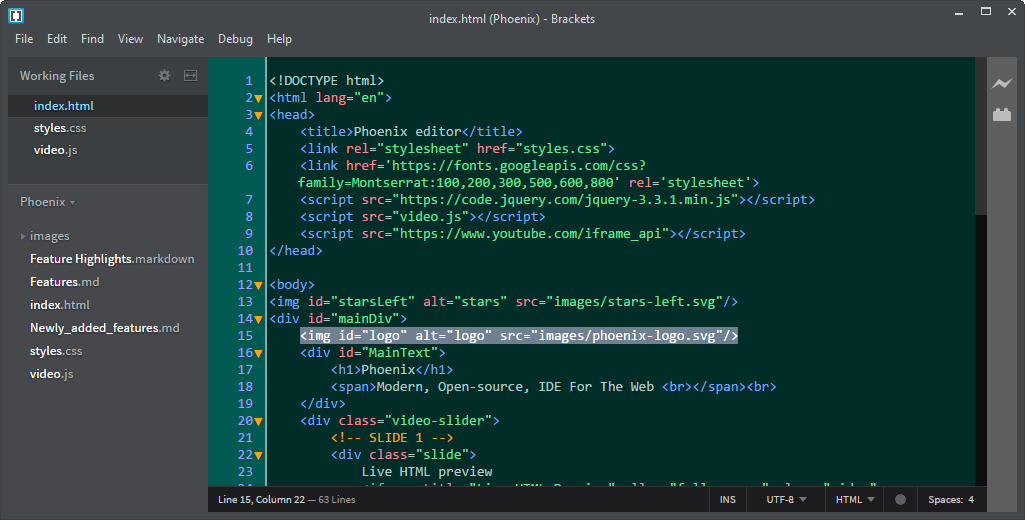 index.html (Phoenix) - Brackets
File Edit Find View Navigate Debug Help
Working Files
index.html
styles.css
video.js
Phoenix
images
Feature Highlights.markdown
Features.md
index.html
Newly_added_features.md
styles.css
video.js
1 <!DOCTYPE html>
2 <html lang="en">
3 <head>
4 <title>Phoenix editor</title>
5 <link rel="stylesheet" href="styles.css">
6 <link href='https://fonts.googleapis.com/css?
family=Montserrat:100,200,300,500,600,800' rel='stylesheet'>
7 <script src="https://code.jquery.com/jquery-3.3.1.min.js"></script>
8 <script src="video.js"></script>
9 <script src="https://www.youtube.com/iframe_api"></script>
10 </head>
11
12 <body>
13 <img id="starsLeft" alt="stars" src="images/stars-left.svg"/>
14 <div id="mainDiv">
15 <img id="logo" alt="logo" src="images/phoenix-logo.svg"/>
16 <div id="MainText">
17 <h1>Phoenix</h1>
18 <span>Modern, Open-source, IDE For The Web <br></span><br>
19 </div>
20 <div class="video-slider">
21 <!-- SLIDE 1 -->
22 <div class="slide">
23 Live HTML preview
Line 15, Column 22 — 63 Lines
INS UTF-8 HTML Spaces: 4